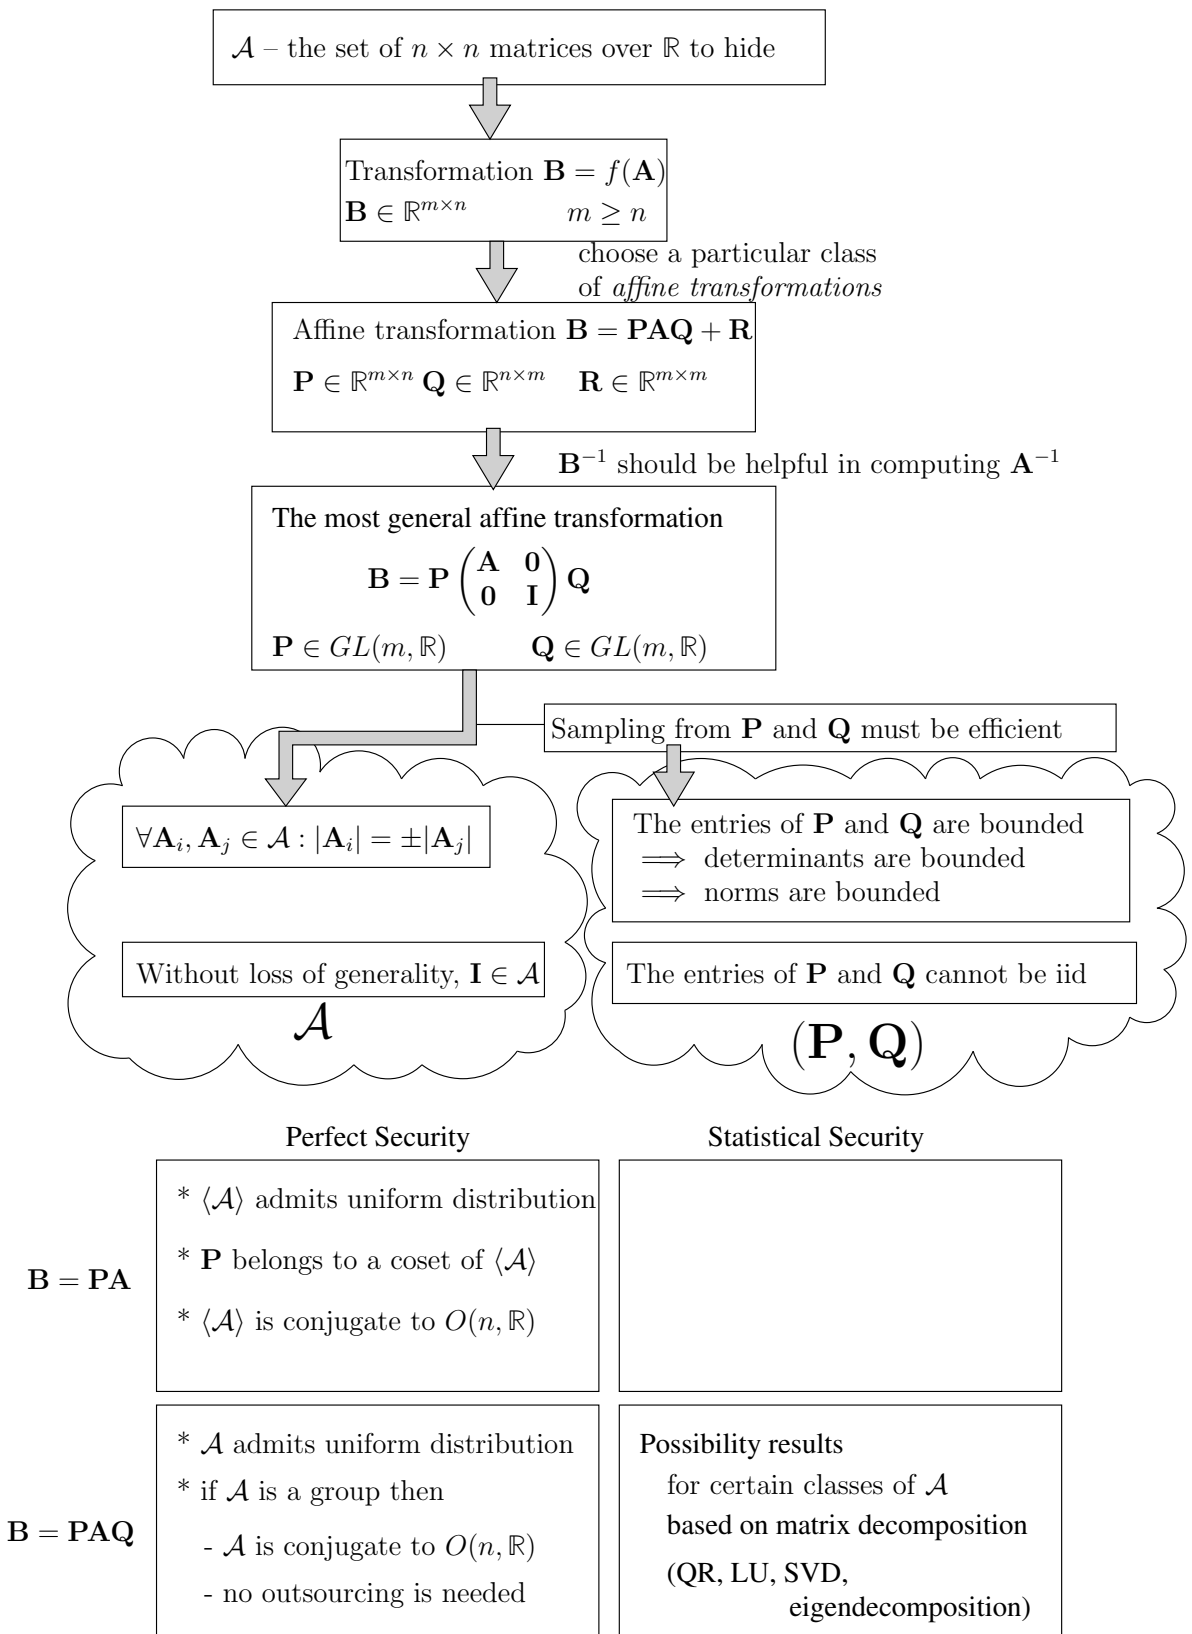 𝒜 – the set of n × n matrices over ℝ to hide
Transformation 𝐁 = f(𝐀)
𝐁 ∈ ℝ^{m×n} m ≥ n
choose a particular class
of affine transformations
Affine transformation 𝐁 = 𝐏𝐀𝐐 + 𝐑
𝐏 ∈ ℝ^{m×n} 𝐐 ∈ ℝ^{n×m} 𝐑 ∈ ℝ^{m×m}
𝐁^{−1} should be helpful in computing 𝐀^{−1}
The most general affine transformation
𝐁 = 𝐏 (𝐀 𝟎
𝟎 𝐈) 𝐐
𝐏 ∈ GL(m, ℝ) 𝐐 ∈ GL(m, ℝ)
Sampling from 𝐏 and 𝐐 must be efficient
∀𝐀_i, 𝐀_j ∈ 𝒜 : |𝐀_i| = ±|𝐀_j|
Without loss of generality, 𝐈 ∈ 𝒜
𝒜
The entries of 𝐏 and 𝐐 are bounded
⟹ determinants are bounded
⟹ norms are bounded
The entries of 𝐏 and 𝐐 cannot be iid
(𝐏, 𝐐)
Perfect Security
Statistical Security
𝐁 = 𝐏𝐀
* ⟨𝒜⟩ admits uniform distribution
* 𝐏 belongs to a coset of ⟨𝒜⟩
* ⟨𝒜⟩ is conjugate to O(n, ℝ)
𝐁 = 𝐏𝐀𝐐
* 𝒜 admits uniform distribution
* if 𝒜 is a group then
- 𝒜 is conjugate to O(n, ℝ)
- no outsourcing is needed
Possibility results
for certain classes of 𝒜
based on matrix decomposition
(QR, LU, SVD,
eigendecomposition)